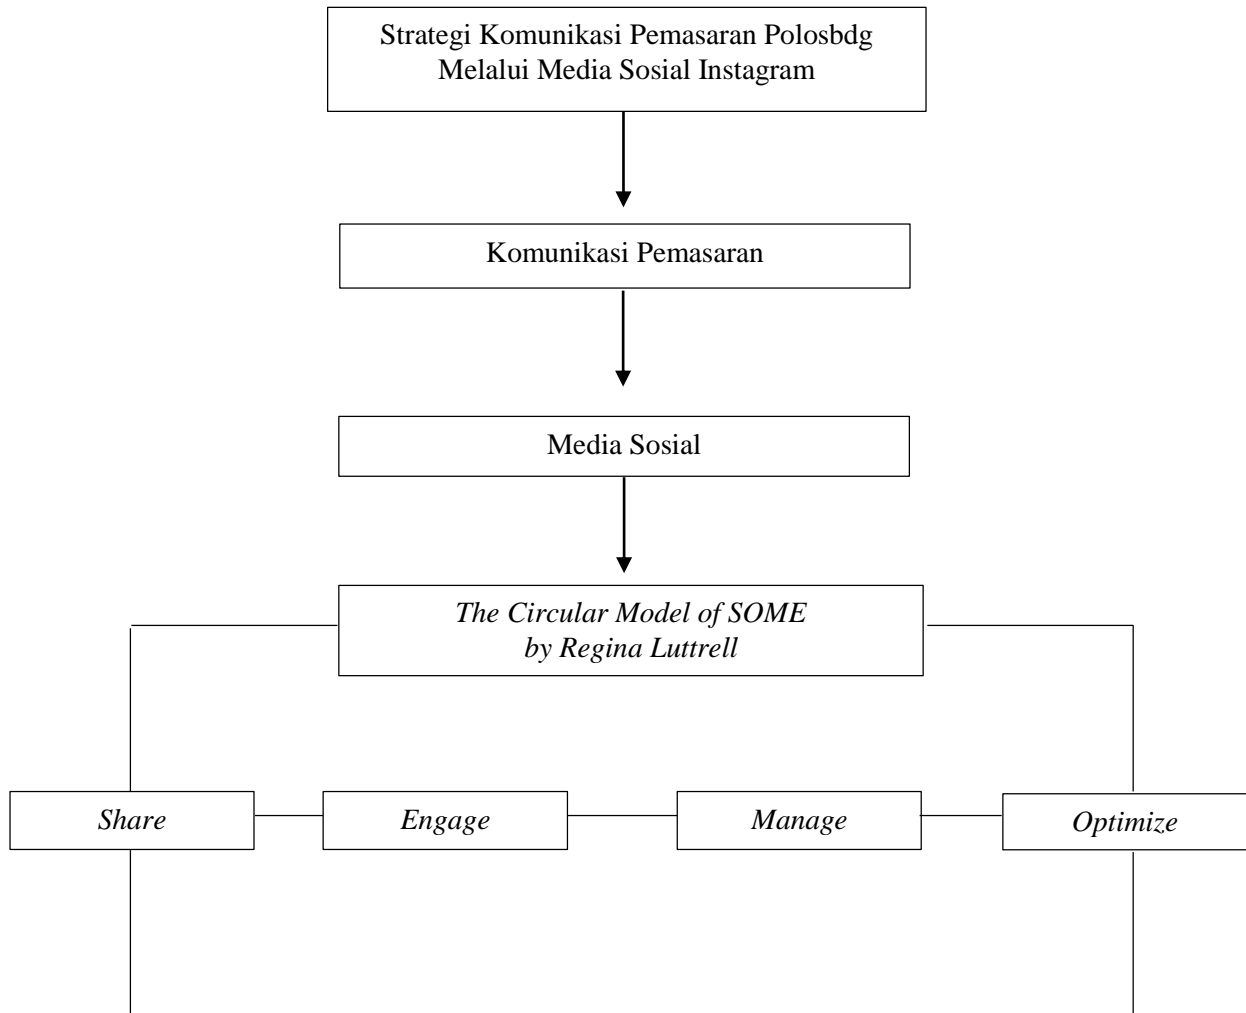 Strategi Komunikasi Pemasaran Polosbdg
Melalui Media Sosial Instagram
Komunikasi Pemasaran
Media Sosial
The Circular Model of SOME
by Regina Luttrell
Share
Engage
Manage
Optimize